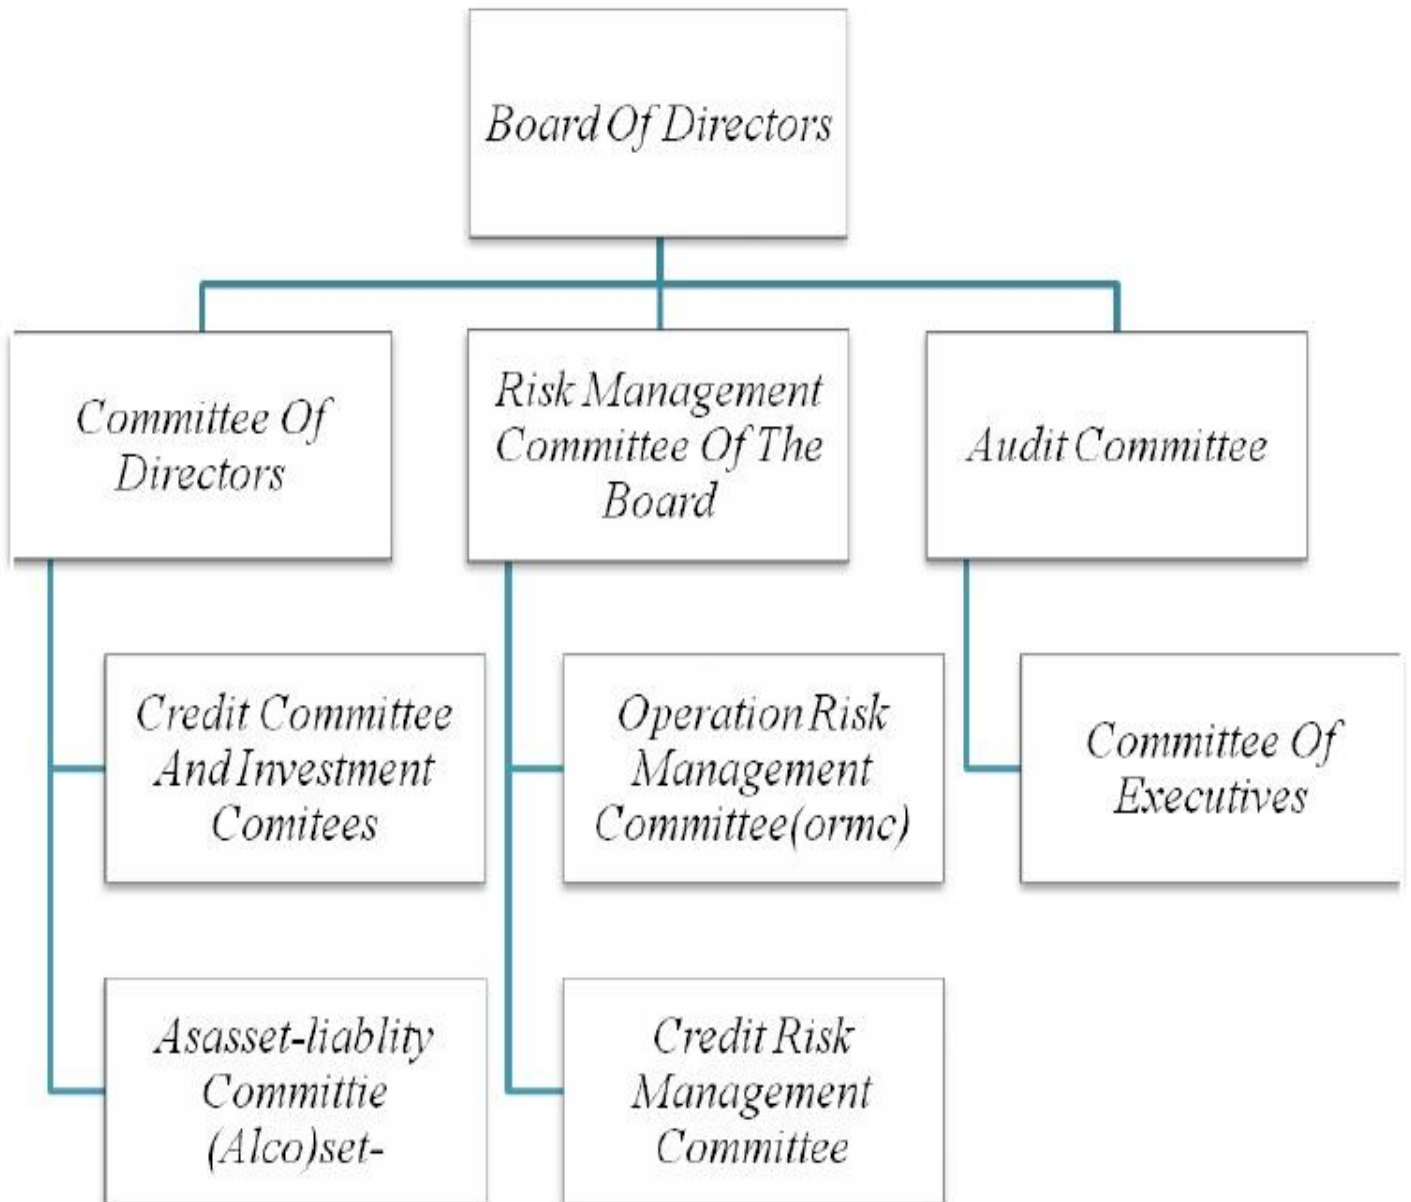 Board Of Directors
Committee Of
Directors
Risk Management
Committee Of The
Board
Audit Committee
Credit Committee
And Investment
Comitees
Operation Risk
Management
Committee(ormc)
Committee Of
Executives
Asasset-liablity
Committie
(Alco)set-
Credit Risk
Management
Committee